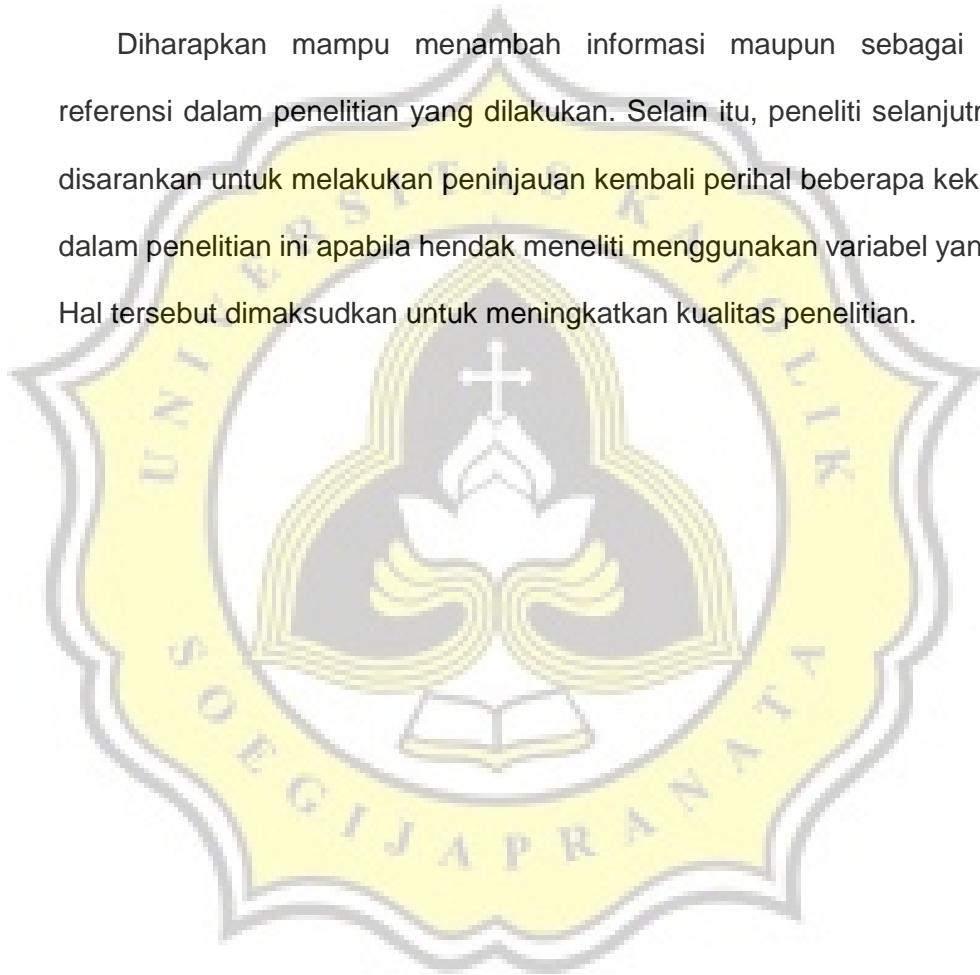 Diharapkan mampu menambah informasi maupun sebagai
referensi dalam penelitian yang dilakukan. Selain itu, peneliti selanjutn
disarankan untuk melakukan peninjauan kembali perihal beberapa kek
dalam penelitian ini apabila hendak meneliti menggunakan variabel yan
Hal tersebut dimaksudkan untuk meningkatkan kualitas penelitian.
UNIVERSITAS KATOLIK
SOEGIJAPRANATA